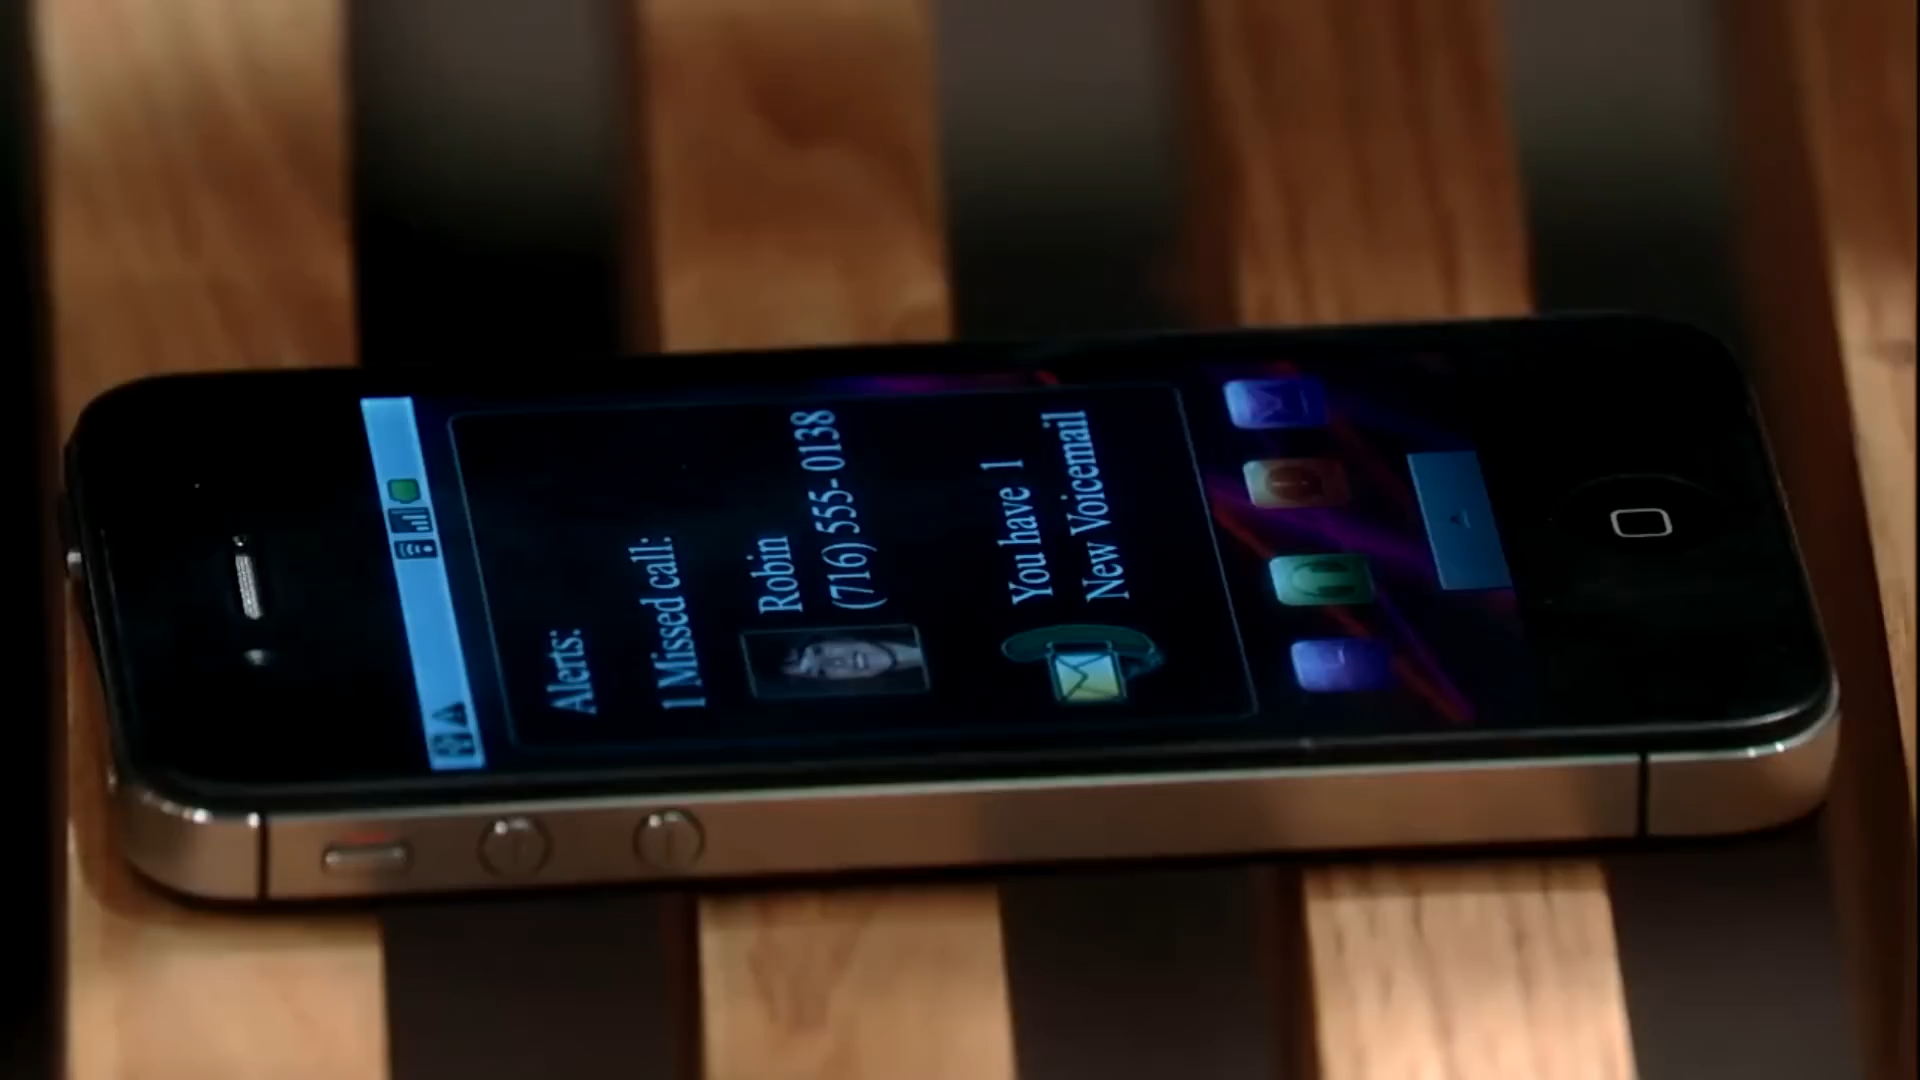 Alerts:
1 Missed call:
Robin
(716) 555-0138
You have 1
New Voicemail